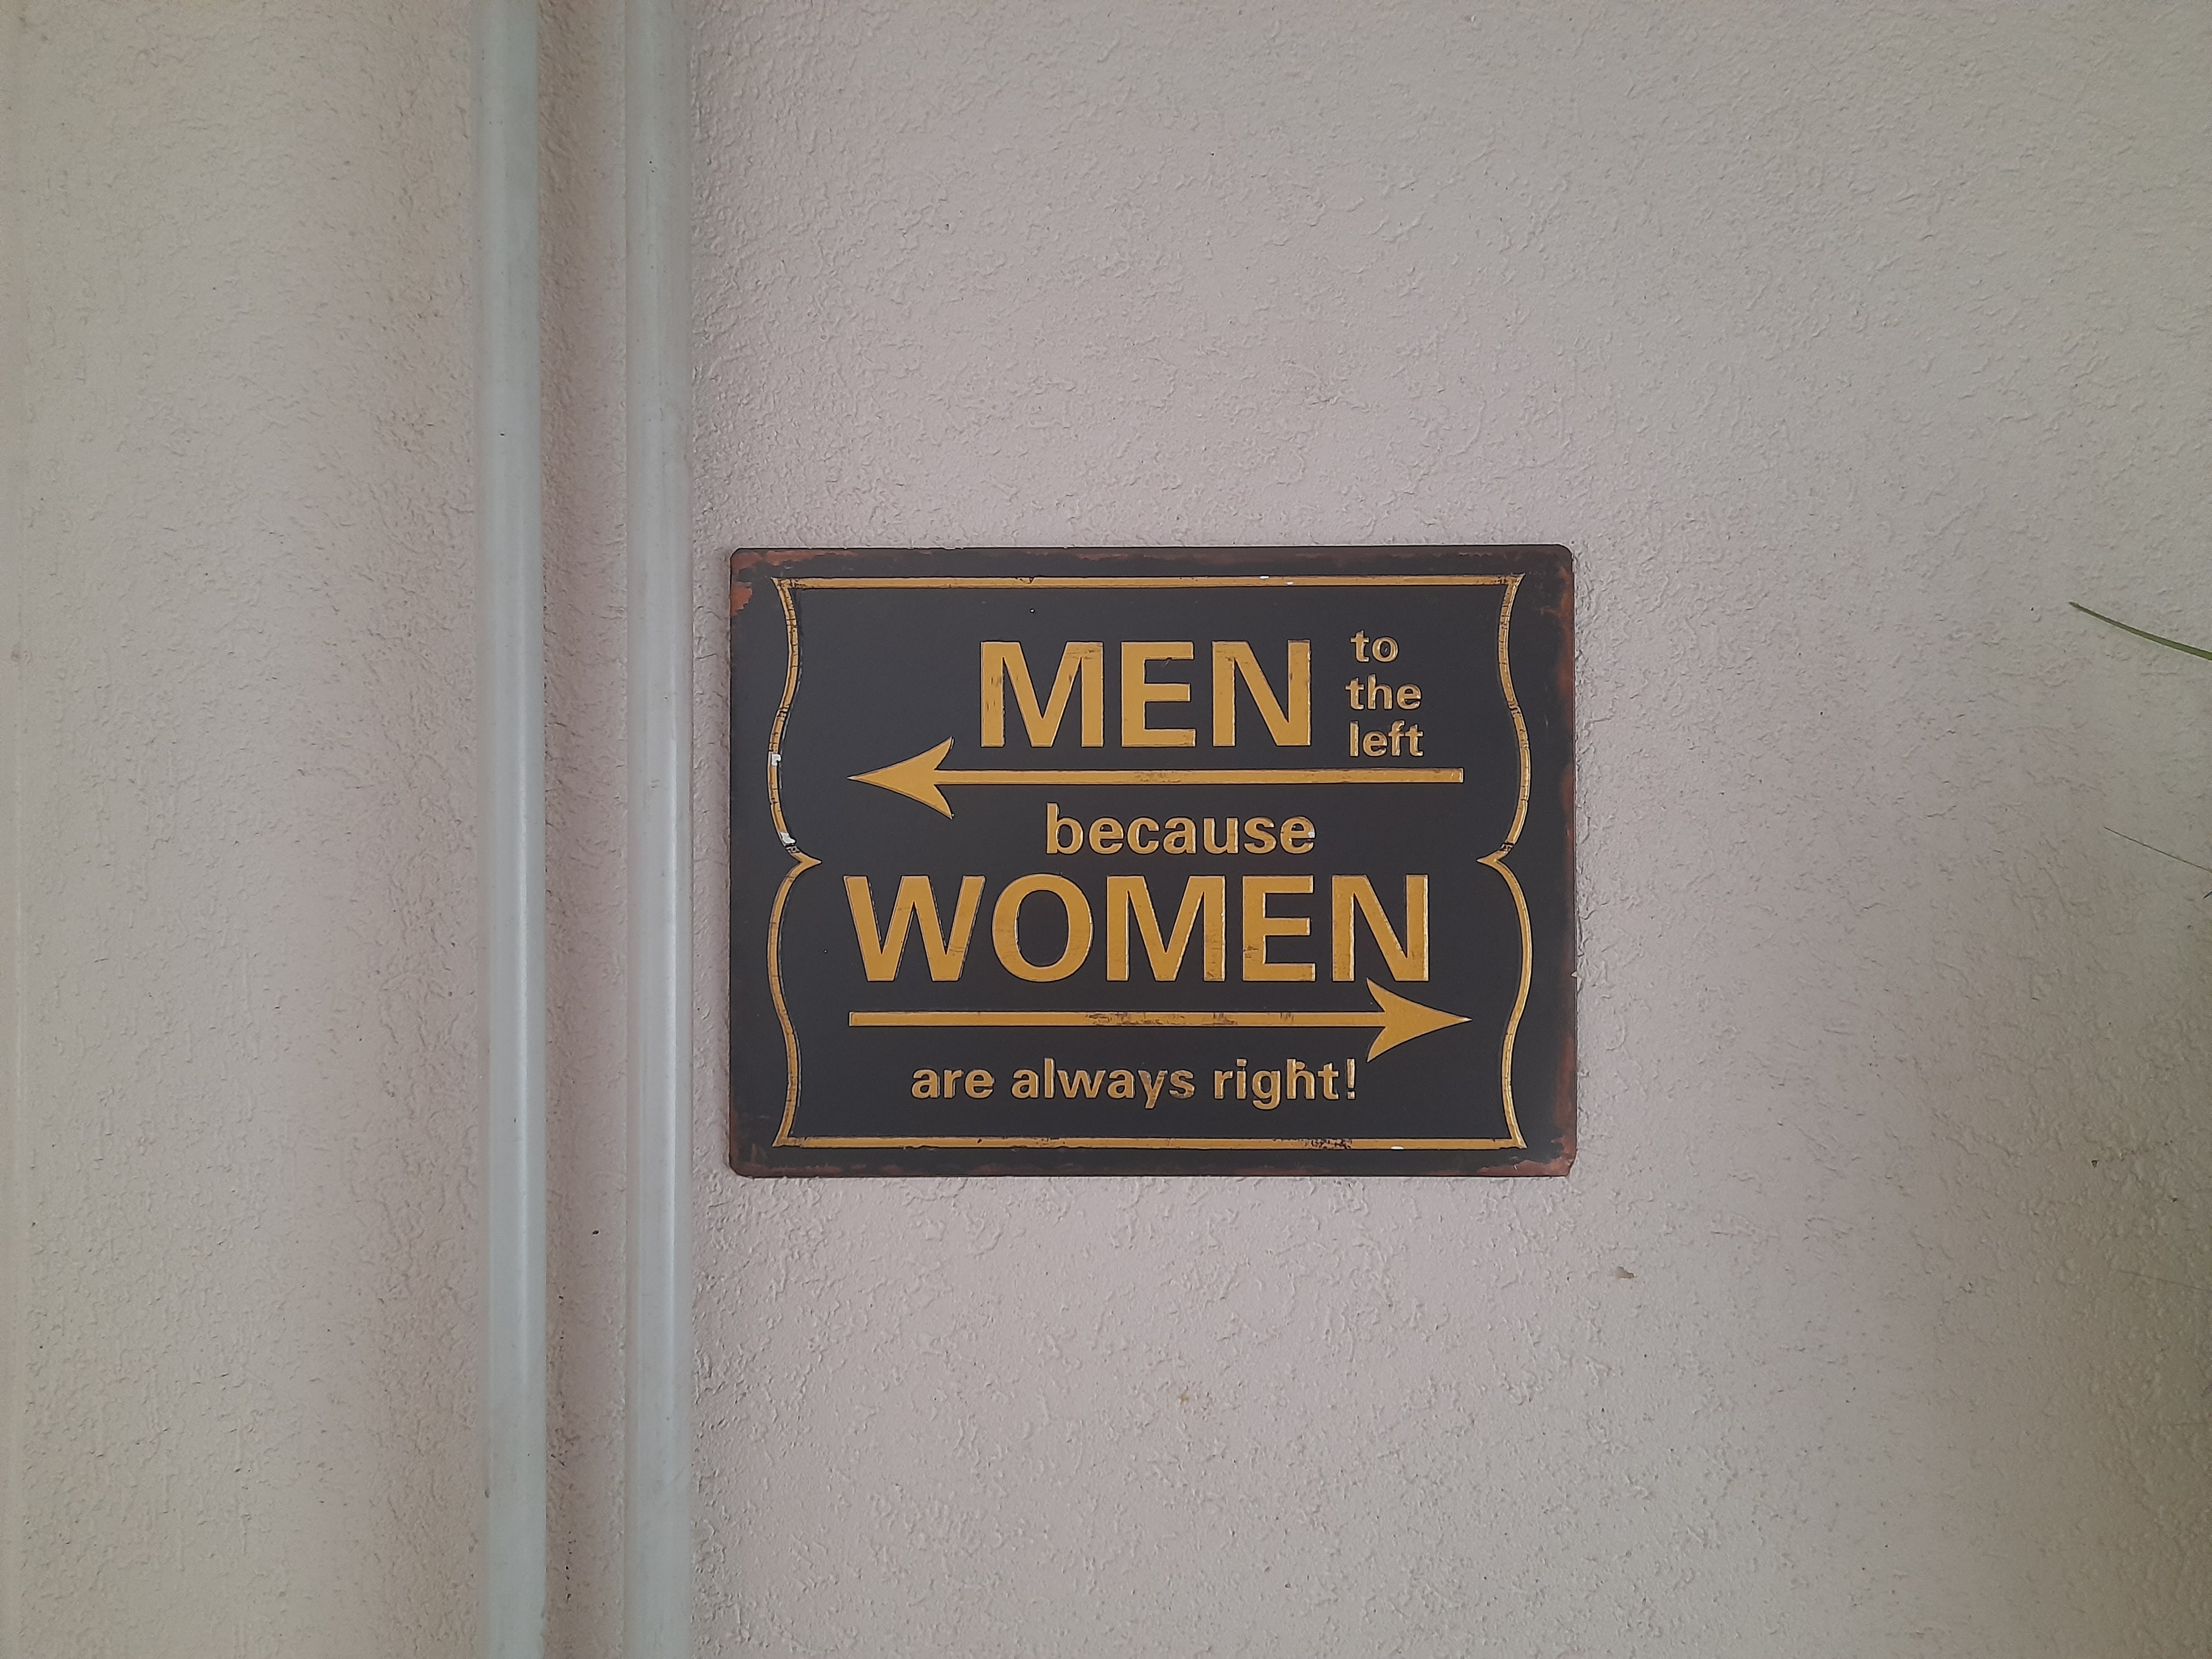 MEN to
the
left
because
WOMEN
are always right!